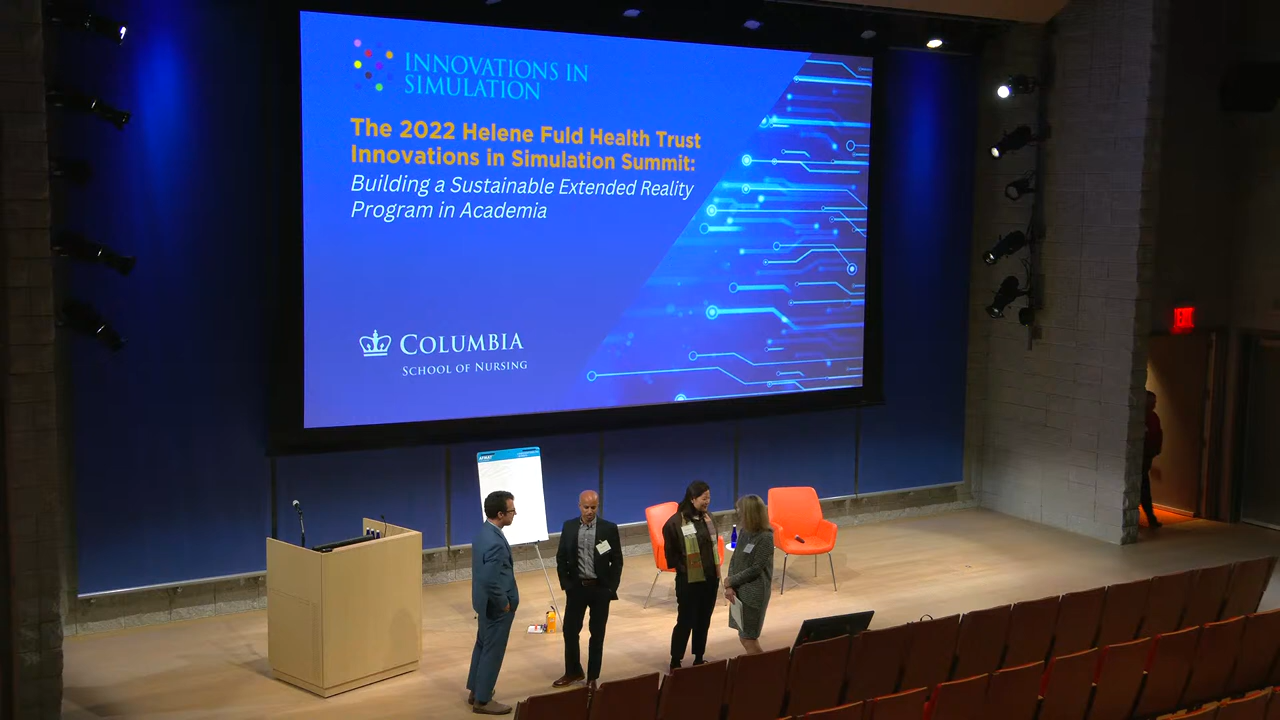 INNOVATIONS IN
SIMULATION
The 2022 Helene Fuld Health Trust
Innovations in Simulation Summit:
Building a Sustainable Extended Reality
Program in Academia
COLUMBIA
SCHOOL OF NURSING
EXIT